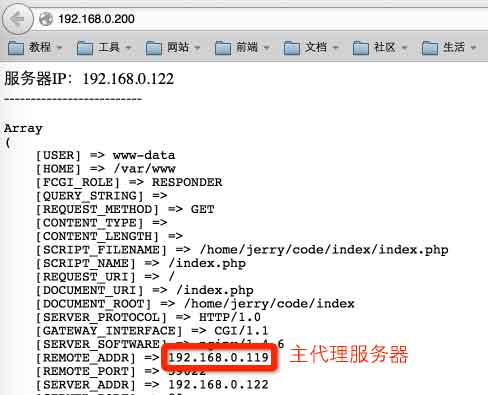 192.168.0.200
教程 工具 网站 前端 文档 社区 生活
服务器IP：192.168.0.122
--------------------------
Array
(
[USER] => www-data
[HOME] => /var/www
[FCGI_ROLE] => RESPONDER
[QUERY_STRING] =>
[REQUEST_METHOD] => GET
[CONTENT_TYPE] =>
[CONTENT_LENGTH] =>
[SCRIPT_FILENAME] => /home/jerry/code/index/index.php
[SCRIPT_NAME] => /index.php
[REQUEST_URI] => /
[DOCUMENT_URI] => /index.php
[DOCUMENT_ROOT] => /home/jerry/code/index
[SERVER_PROTOCOL] => HTTP/1.0
[GATEWAY_INTERFACE] => CGI/1.1
[SERVER_SOFTWARE] =>
[REMOTE_ADDR] => 192.168.0.119 主代理服务器
[REMOTE_PORT] =>
[SERVER_ADDR] => 192.168.0.122